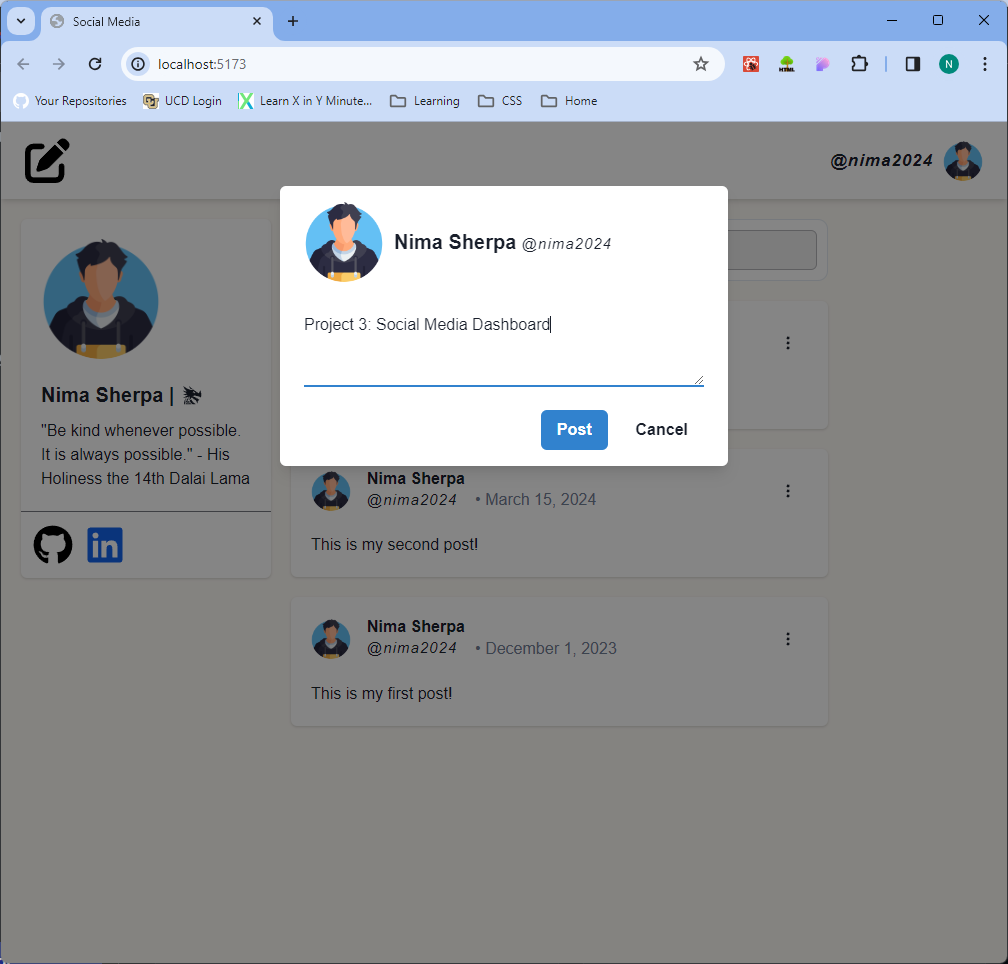 Social Media
localhost:5173
N
Your Repositories
UCD Login
Learn X in Y Minute...
Learning
CSS
Home
@nima2024
Nima Sherpa @nima2024
Project 3: Social Media Dashboard
Post
Cancel
Nima Sherpa |
"Be kind whenever possible.
It is always possible." - His
Holiness the 14th Dalai Lama
in
Nima Sherpa
@nima2024 • March 15, 2024
This is my second post!
Nima Sherpa
@nima2024 • December 1, 2023
This is my first post!